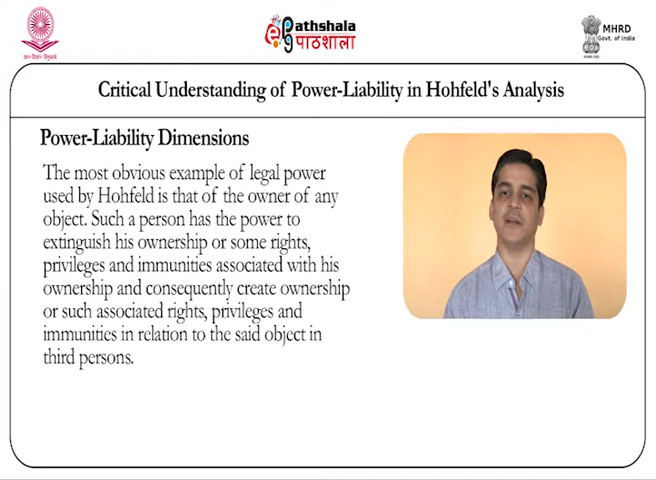 Pathshala
पाठशाला
MHRD
Govt. of India
Critical Understanding of Power-Liability in Hohfeld's Analysis
Power-Liability Dimensions
The most obvious example of legal power
used by Hohfeld is that of the owner of any
object. Such a person has the power to
extinguish his ownership or some rights,
privileges and immunities associated with his
ownership and consequently create ownership
or such associated rights, privileges and
immunities in relation to the said object in
third persons.